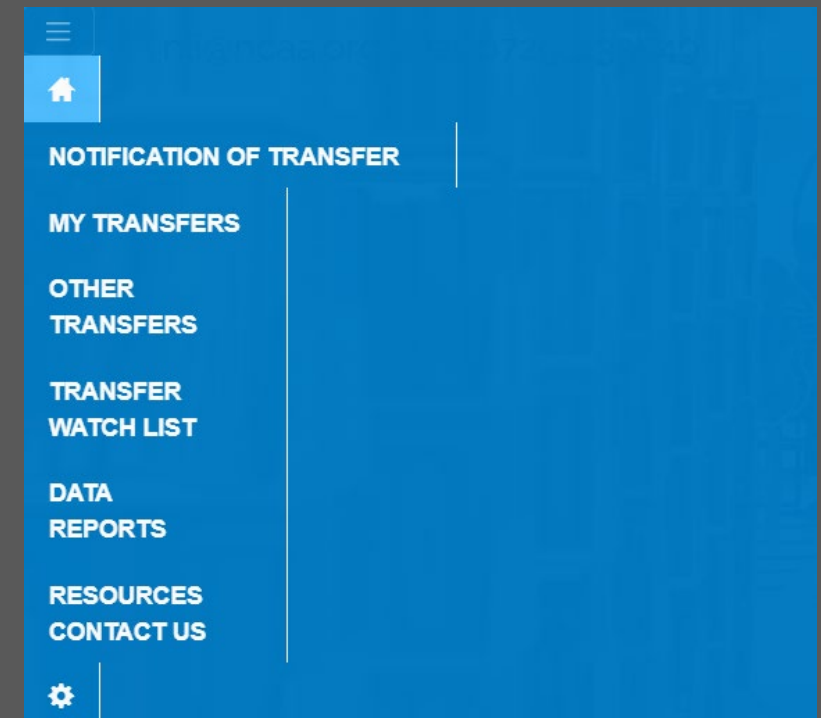 NOTIFICATION OF TRANSFER
MY TRANSFERS
OTHER
TRANSFERS
TRANSFER
WATCH LIST
DATA
REPORTS
RESOURCES
CONTACT US